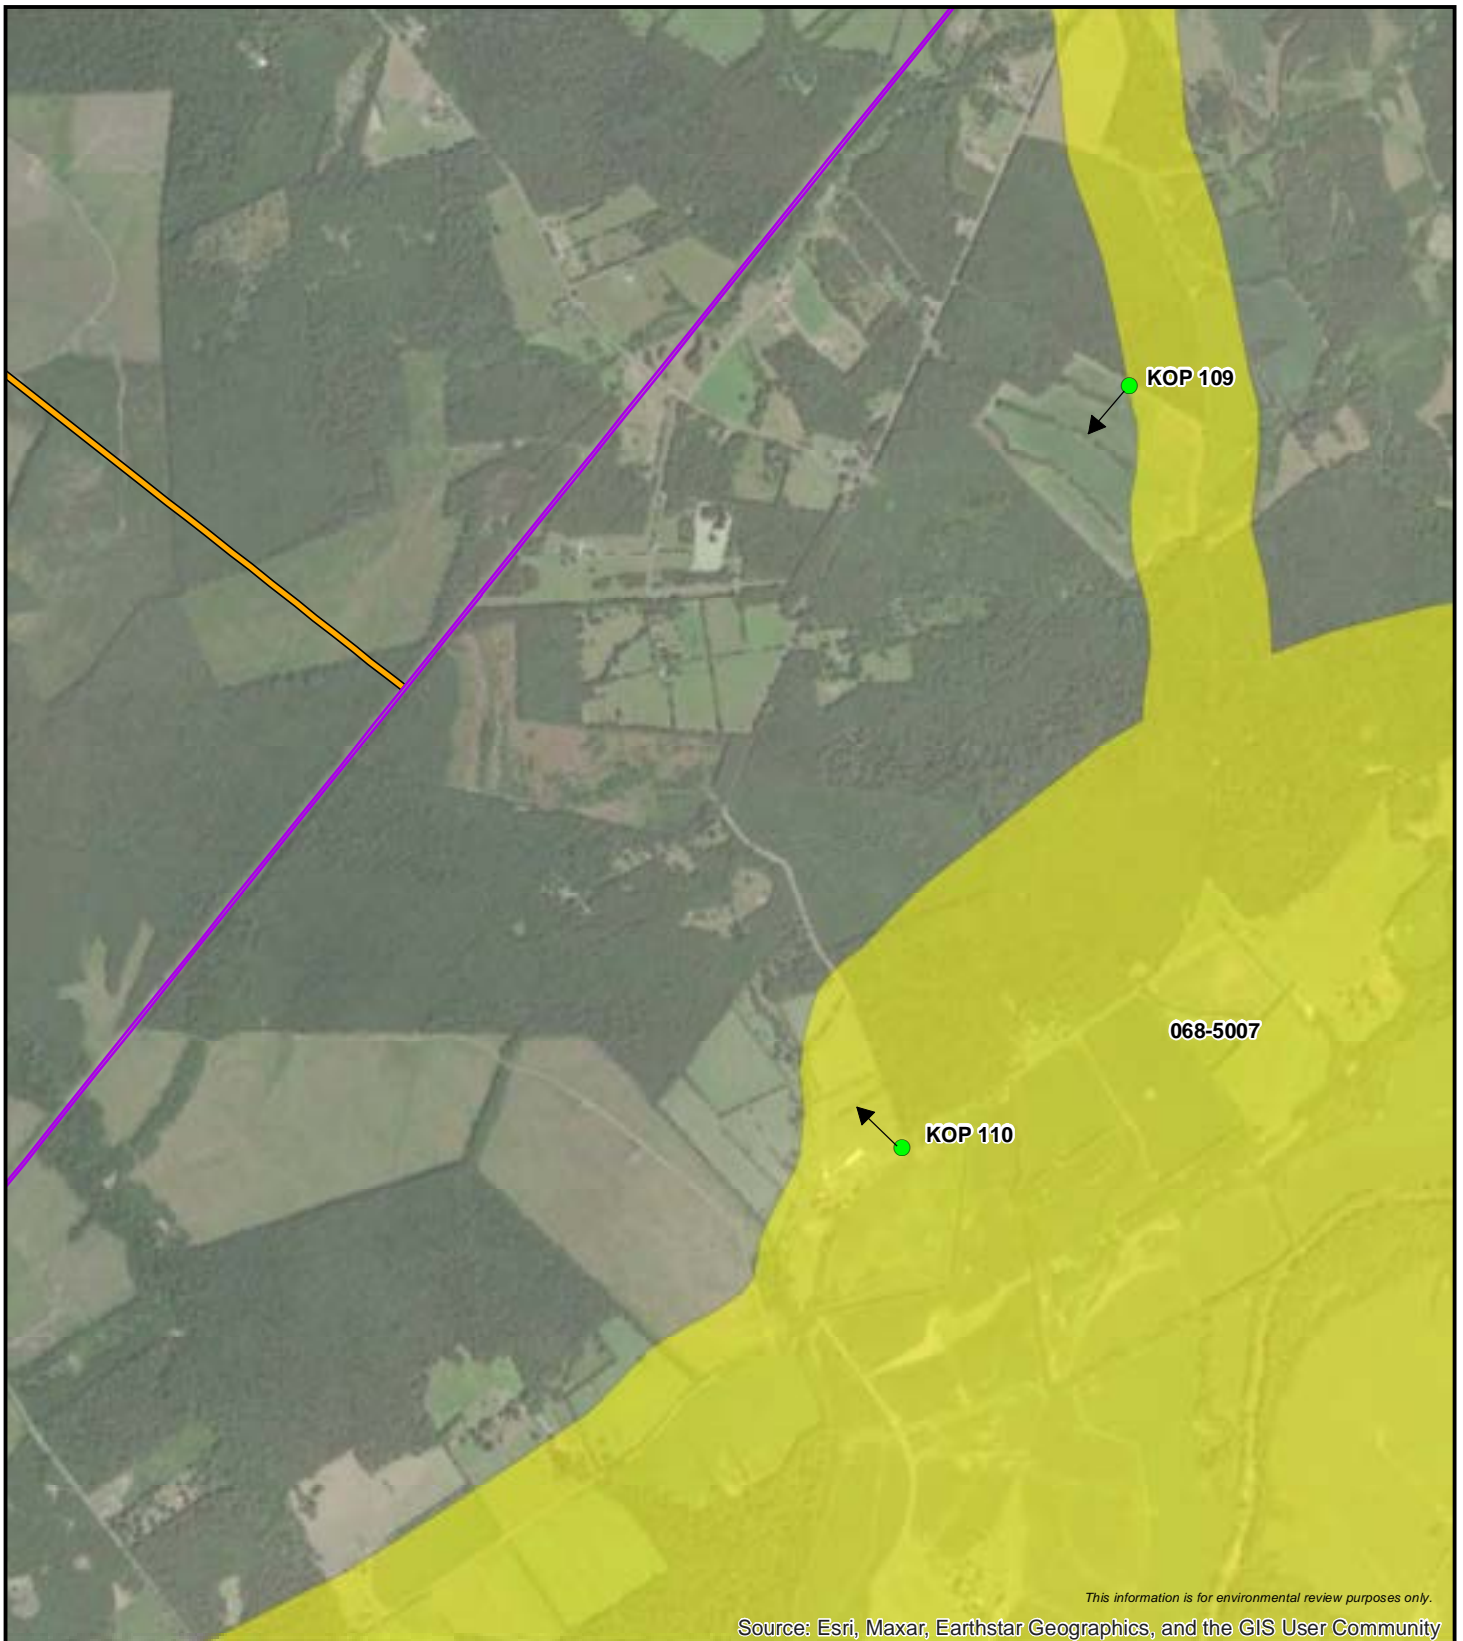 KOP 109
068-5007
KOP 110
This information is for environmental review purposes only.
Source: Esri, Maxar, Earthstar Geographics, and the GIS User Community